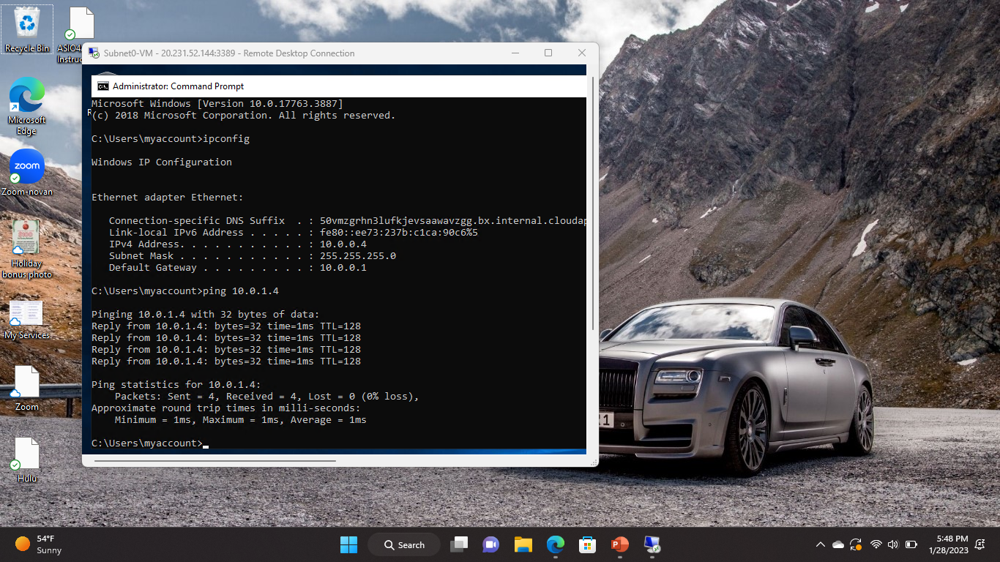 Recycle Bin
ASIO4
Instruc
Microsoft
Edge
zoom
Zoom-novan
Holiday
bonus photo
My Services
Zoom
Hulu
Subnet0-VM - 20.231.52.144:3389 - Remote Desktop Connection
Administrator: Command Prompt
Microsoft Windows [Version 10.0.17763.3887]
(c) 2018 Microsoft Corporation. All rights reserved.
C:\Users\myaccount>ipconfig
Windows IP Configuration
Ethernet adapter Ethernet:
Connection-specific DNS Suffix  . : 50vmzgrhn3lufkjevsaawavzgg.bx.internal.cloudap
Link-local IPv6 Address . . . . . : fe80::ee73:237b:c1ca:90c6%5
IPv4 Address. . . . . . . . . . . : 10.0.0.4
Subnet Mask . . . . . . . . . . . : 255.255.255.0
Default Gateway . . . . . . . . . : 10.0.0.1
C:\Users\myaccount>ping 10.0.1.4
Pinging 10.0.1.4 with 32 bytes of data:
Reply from 10.0.1.4: bytes=32 time=1ms TTL=128
Reply from 10.0.1.4: bytes=32 time=1ms TTL=128
Reply from 10.0.1.4: bytes=32 time=1ms TTL=128
Reply from 10.0.1.4: bytes=32 time=1ms TTL=128
Ping statistics for 10.0.1.4:
Packets: Sent = 4, Received = 4, Lost = 0 (0% loss),
Approximate round trip times in milli-seconds:
Minimum = 1ms, Maximum = 1ms, Average = 1ms
C:\Users\myaccount>
54°F
Sunny
Search
5:48 PM
1/28/2023